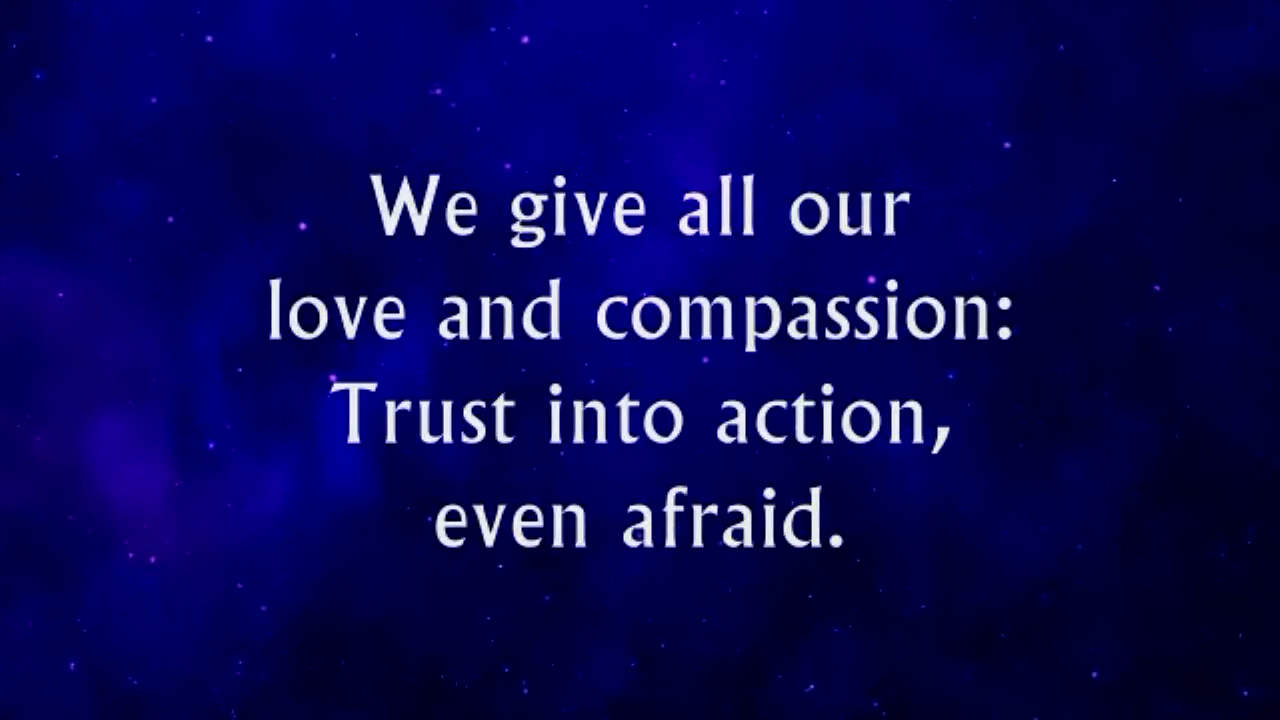 We give all our
love and compassion:
Trust into action,
even afraid.